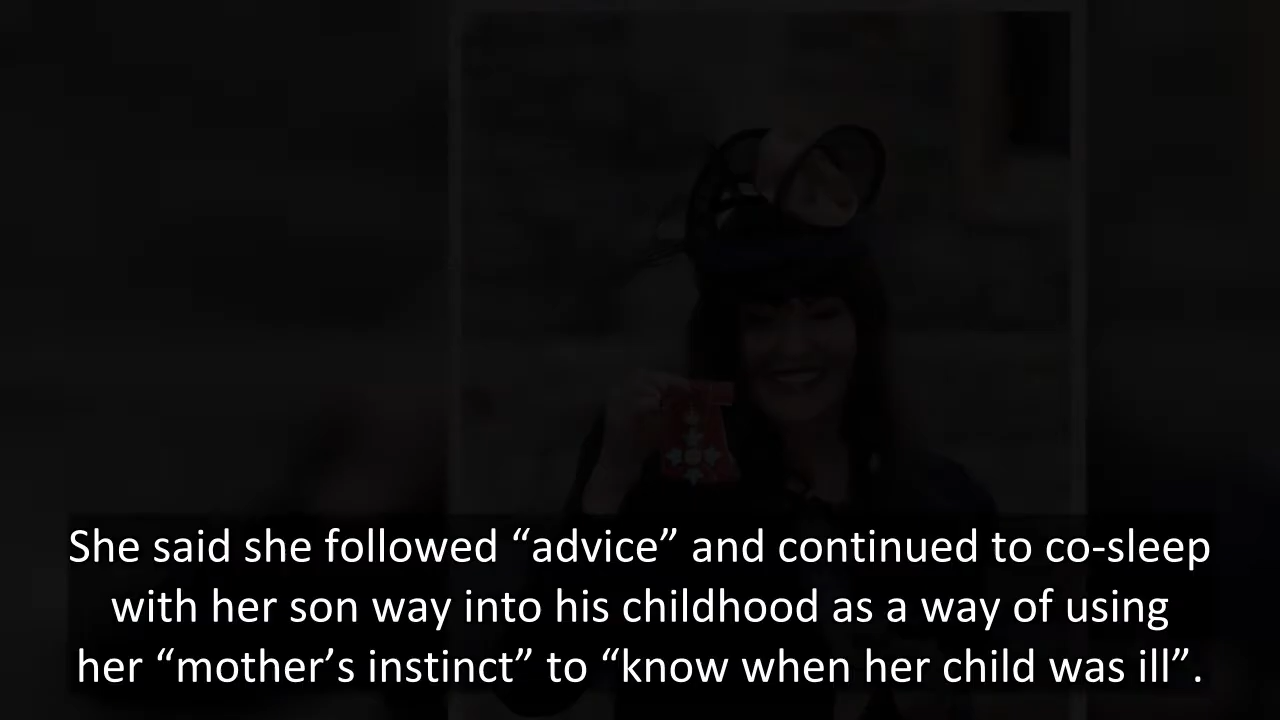 She said she followed “advice” and continued to co-sleep
with her son way into his childhood as a way of using
her “mother’s instinct” to “know when her child was ill”.